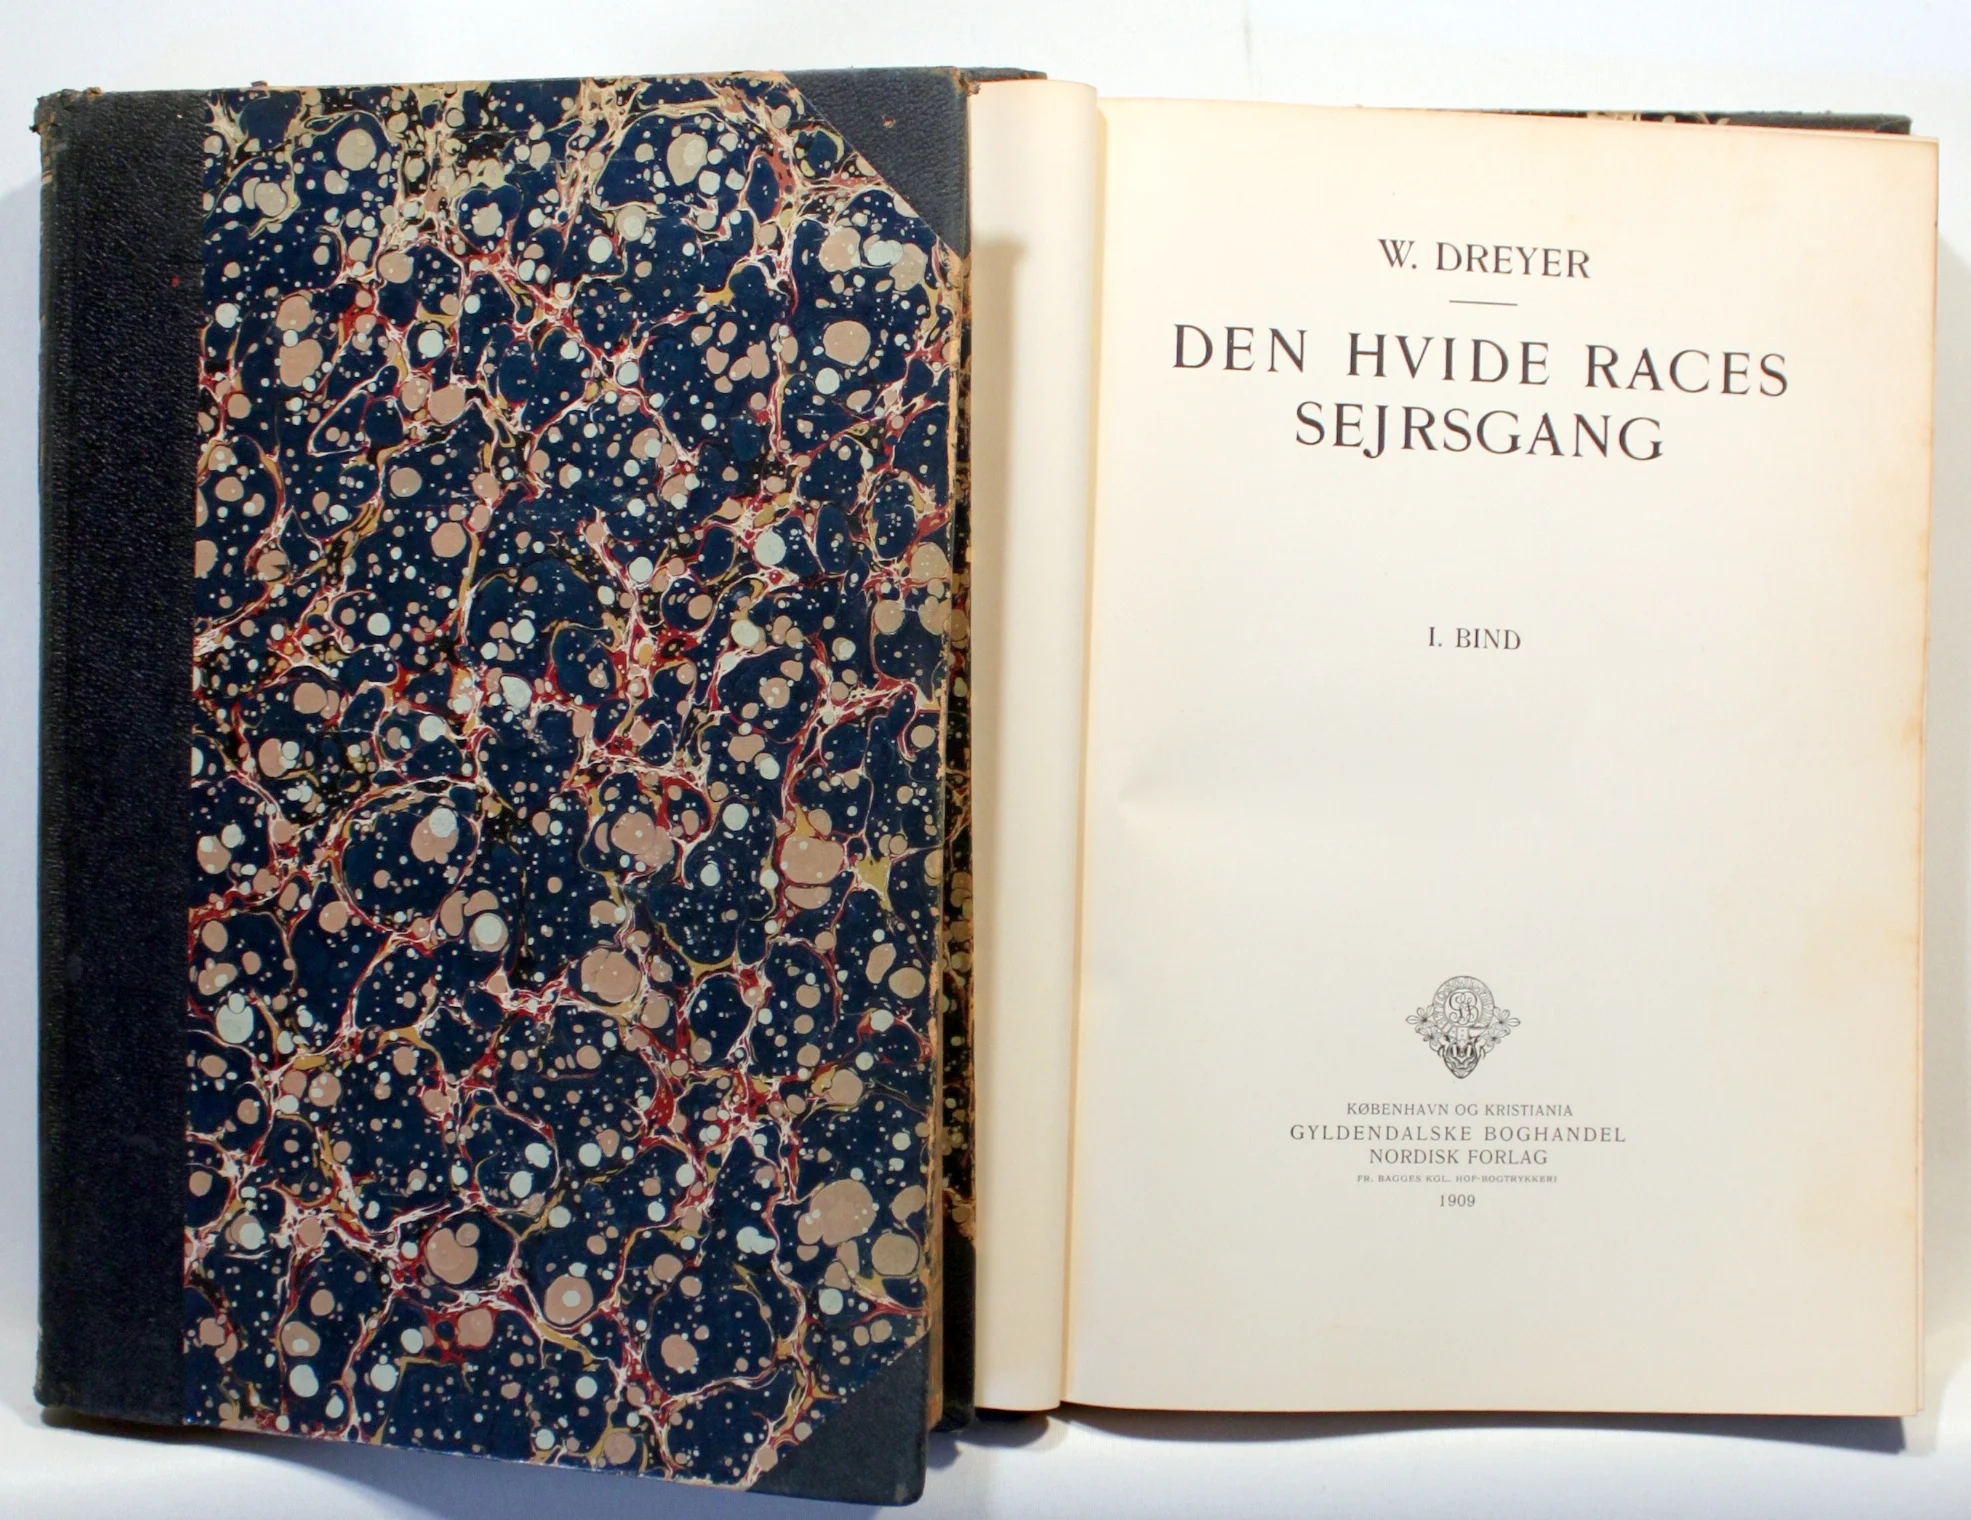 W. DREYER
DEN HVIDE RACES
SEJRSGANG
I. BIND
KØBENHAVN OG KRISTIANIA
GYLDENDALSKE BOGHANDEL
NORDISK FORLAG
FR. BAGGES KGL. HOF-BOGTRYKKERI
1909